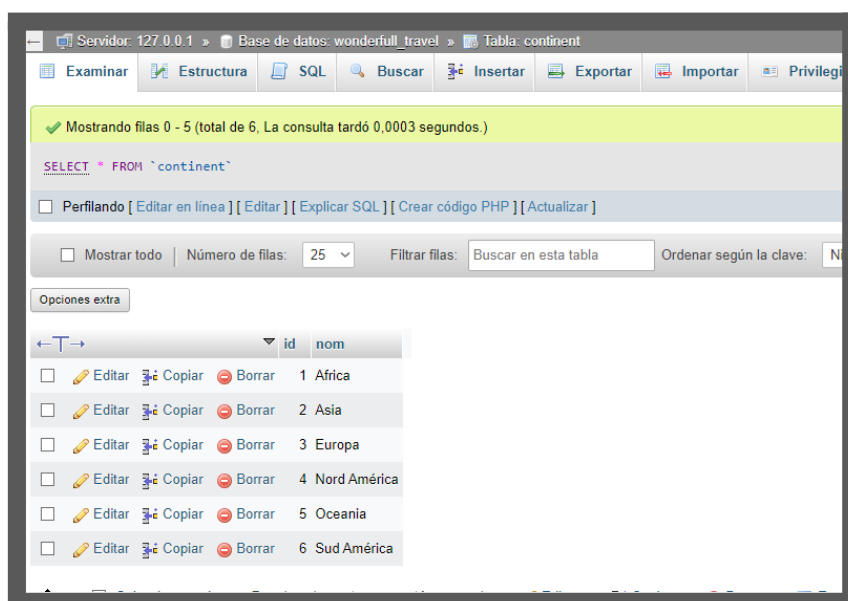 Servidor: 127.0.0.1 » Base de datos: wonderfull_travel » Tabla: continent
Examinar Estructura SQL Buscar Insertar Exportar Importar Privilegi
Mostrando filas 0 - 5 (total de 6, La consulta tardó 0,0003 segundos.)
SELECT * FROM `continent`
Perfilando [ Editar en línea ] [ Editar ] [ Explicar SQL ] [ Crear código PHP ] [ Actualizar ]
Mostrar todo | Número de filas: 25 Filtrar filas: Buscar en esta tabla Ordenar según la clave: Ni
Opciones extra
←T→ id nom
Editar Copiar Borrar 1 Africa
Editar Copiar Borrar 2 Asia
Editar Copiar Borrar 3 Europa
Editar Copiar Borrar 4 Nord América
Editar Copiar Borrar 5 Oceania
Editar Copiar Borrar 6 Sud América